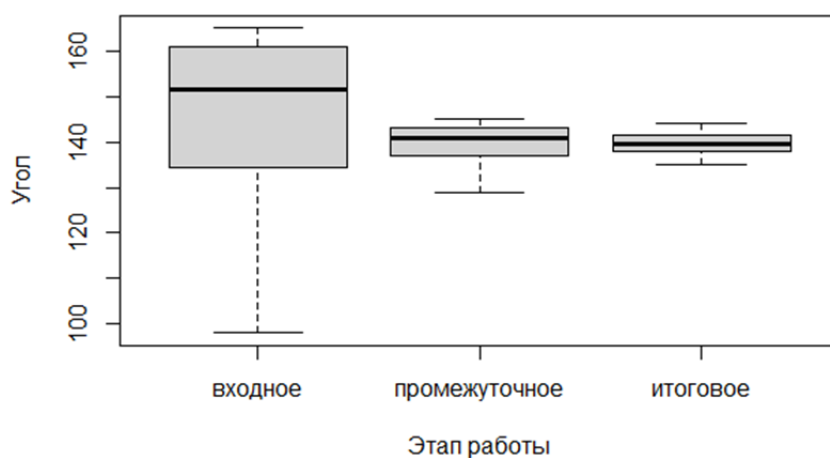 Угол
160
140
120
100
входное промежуточное итоговое
Этап работы